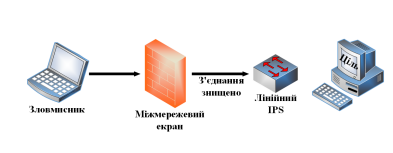 Зловмисник
Міжмережевий
екран
З'єднання
знищено
Лінійний
IPS
Ціль